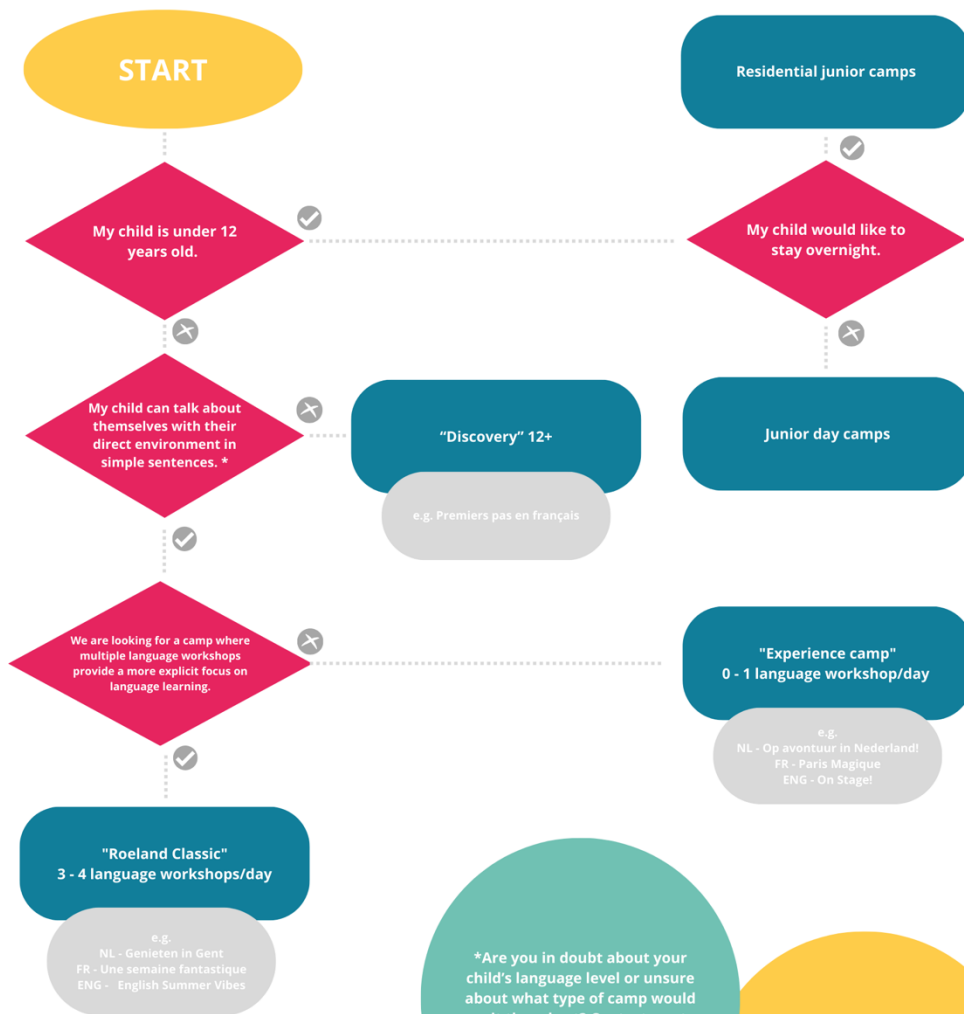 START
Residential junior camps
My child is under 12
years old.
My child would like to
stay overnight.
My child can talk about
themselves with their
direct environment in
simple sentences. *
“Discovery” 12+
e.g. Premiers pas en français
Junior day camps
We are looking for a camp where
multiple language workshops
provide a more explicit focus on
language learning.
"Experience camp"
0 - 1 language workshop/day
e.g.
NL - Op avontuur in Nederland!
FR - Paris Magique
ENG - On Stage!
"Roeland Classic"
3 - 4 language workshops/day
e.g.
NL - Genieten in Gent
FR - Une semaine fantastique
ENG - English Summer Vibes
*Are you in doubt about your
child’s language level or unsure
about what type of camp would